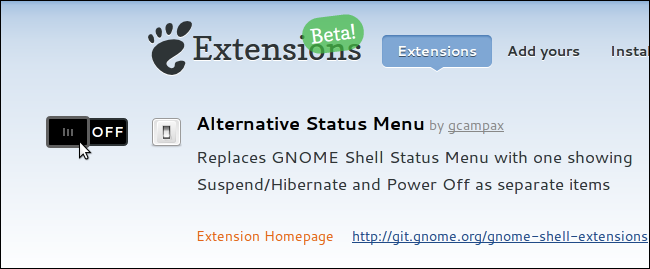 Beta!
Extensions
Extensions Add yours Instal
OFF
Alternative Status Menu by gcampax
Replaces GNOME Shell Status Menu with one showing
Suspend/Hibernate and Power Off as separate items
Extension Homepage http://git.gnome.org/gnome-shell-extensions